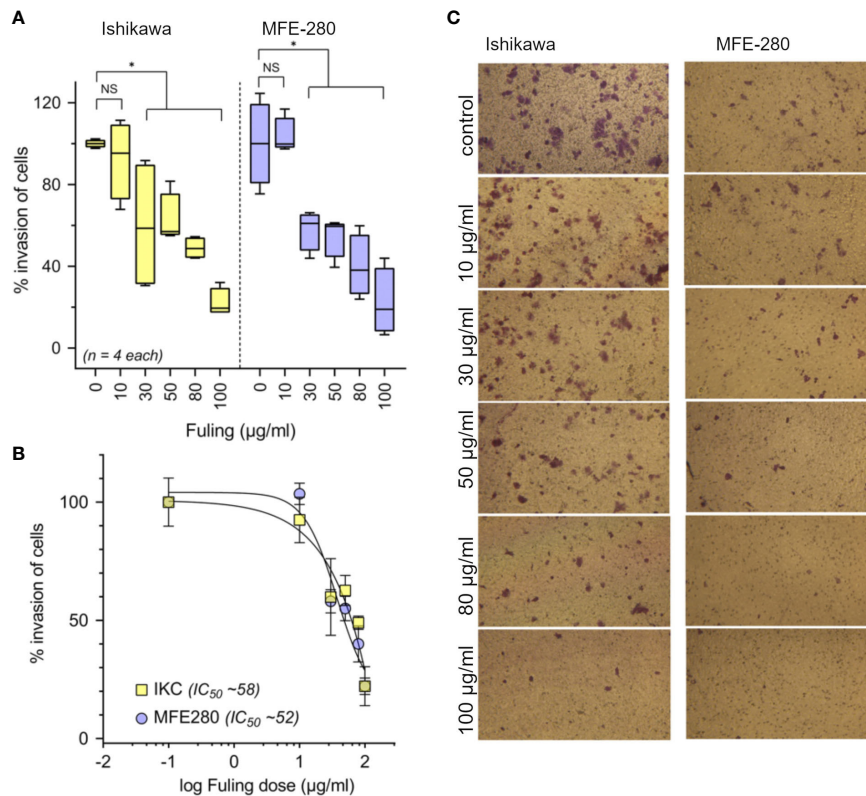 A
Ishikawa
MFE-280
*
*
NS
NS
120
80
40
0
% invasion of cells
(n = 4 each)
0 10 30 50 80 100 0 10 30 50 80 100
Fuling (µg/ml)
B
100
50
0
% invasion of cells
IKC (IC50 ~58)
MFE280 (IC50 ~52)
-2 -1 0 1 2
log Fuling dose (µg/ml)
C
Ishikawa
MFE-280
control
10 µg/ml
30 µg/ml
50 µg/ml
80 µg/ml
100 µg/ml